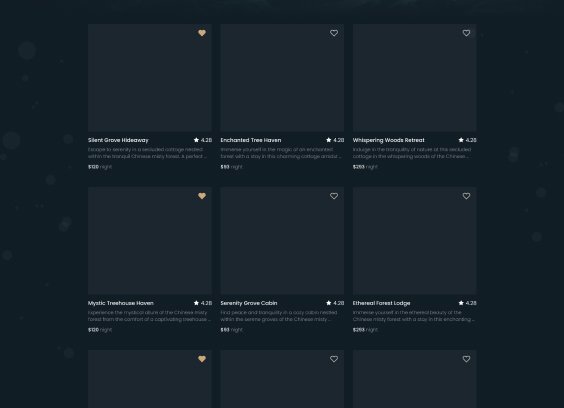 Silent Grove Hideaway ★ 4.28
Escape to serenity in a secluded cottage nestled
within the tranquil Chinese misty forest. A perfect ...
$120 night
Enchanted Tree Haven ★ 4.28
Immerse yourself in the magic of an enchanted
forest with a stay in this charming cottage amidst ...
$93 night
Whispering Woods Retreat ★ 4.28
Indulge in the tranquility of nature at this secluded
cottage in the whispering woods of the Chinese ...
$293 night
Mystic Treehouse Haven ★ 4.28
Experience the mystical allure of the Chinese misty
forest from the comfort of a captivating treehouse ...
$120 night
Serenity Grove Cabin ★ 4.28
Find peace and tranquility in a cozy cabin nestled
within the serene groves of the Chinese misty ...
$93 night
Ethereal Forest Lodge ★ 4.28
Immerse yourself in the ethereal beauty of the
Chinese misty forest with a stay in this enchanting ...
$293 night